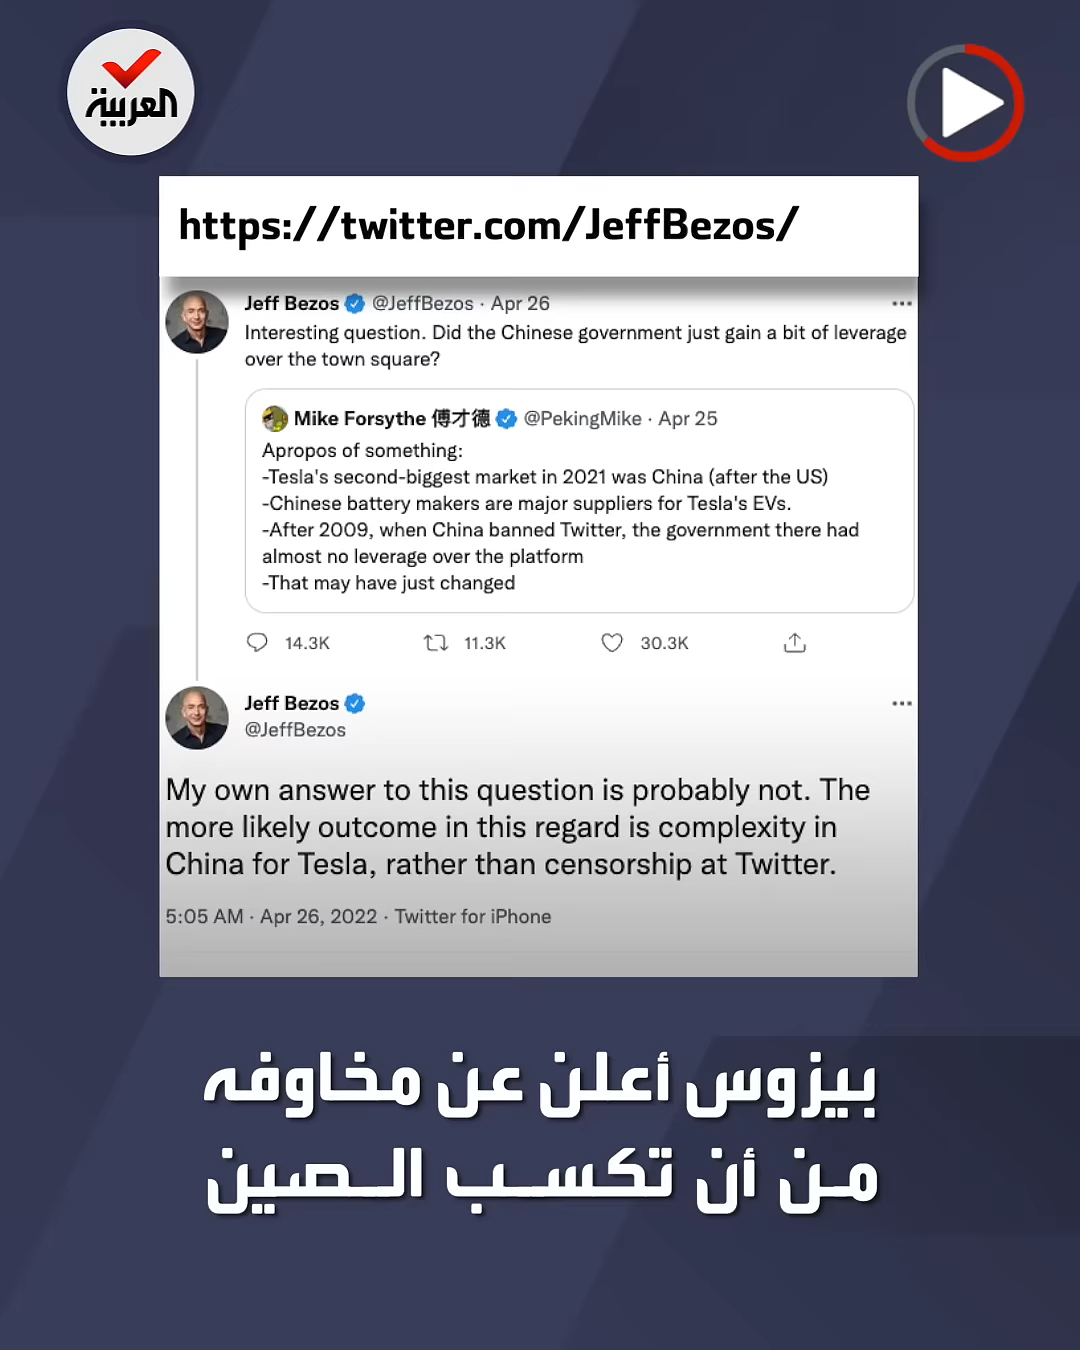 العربية
https://twitter.com/JeffBezos/
Jeff Bezos @JeffBezos · Apr 26
Interesting question. Did the Chinese government just gain a bit of leverage
over the town square?
Mike Forsythe 傅才德 @PekingMike · Apr 25
Apropos of something:
-Tesla's second-biggest market in 2021 was China (after the US)
-Chinese battery makers are major suppliers for Tesla's EVs.
-After 2009, when China banned Twitter, the government there had
almost no leverage over the platform
-That may have just changed
14.3K 11.3K 30.3K
Jeff Bezos
@JeffBezos
My own answer to this question is probably not. The
more likely outcome in this regard is complexity in
China for Tesla, rather than censorship at Twitter.
5:05 AM · Apr 26, 2022 · Twitter for iPhone
بيزوس أعلن عن مخاوفه
من أن تكسب الصين